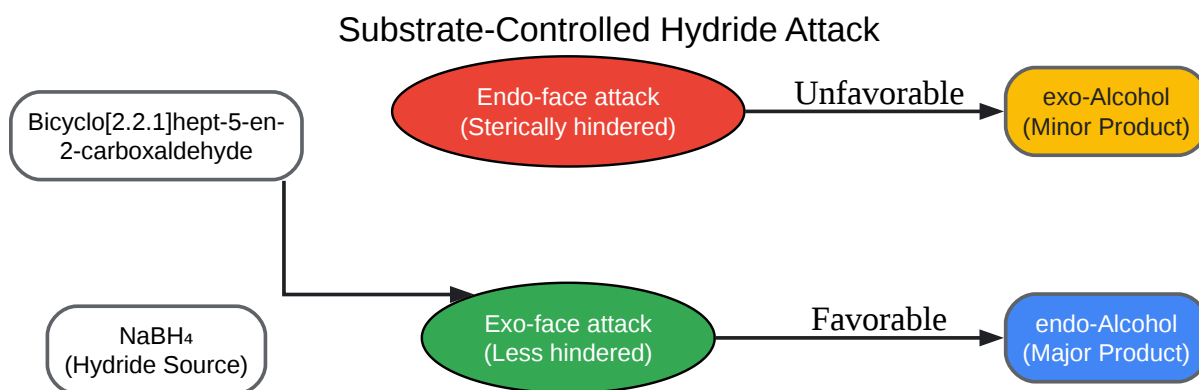 Substrate-Controlled Hydride Attack
Bicyclo[2.2.1]hept-5-en-
2-carboxaldehyde
Endo-face attack
(Sterically hindered)
Unfavorable
exo-Alcohol
(Minor Product)
NaBH₄
(Hydride Source)
Exo-face attack
(Less hindered)
Favorable
endo-Alcohol
(Major Product)